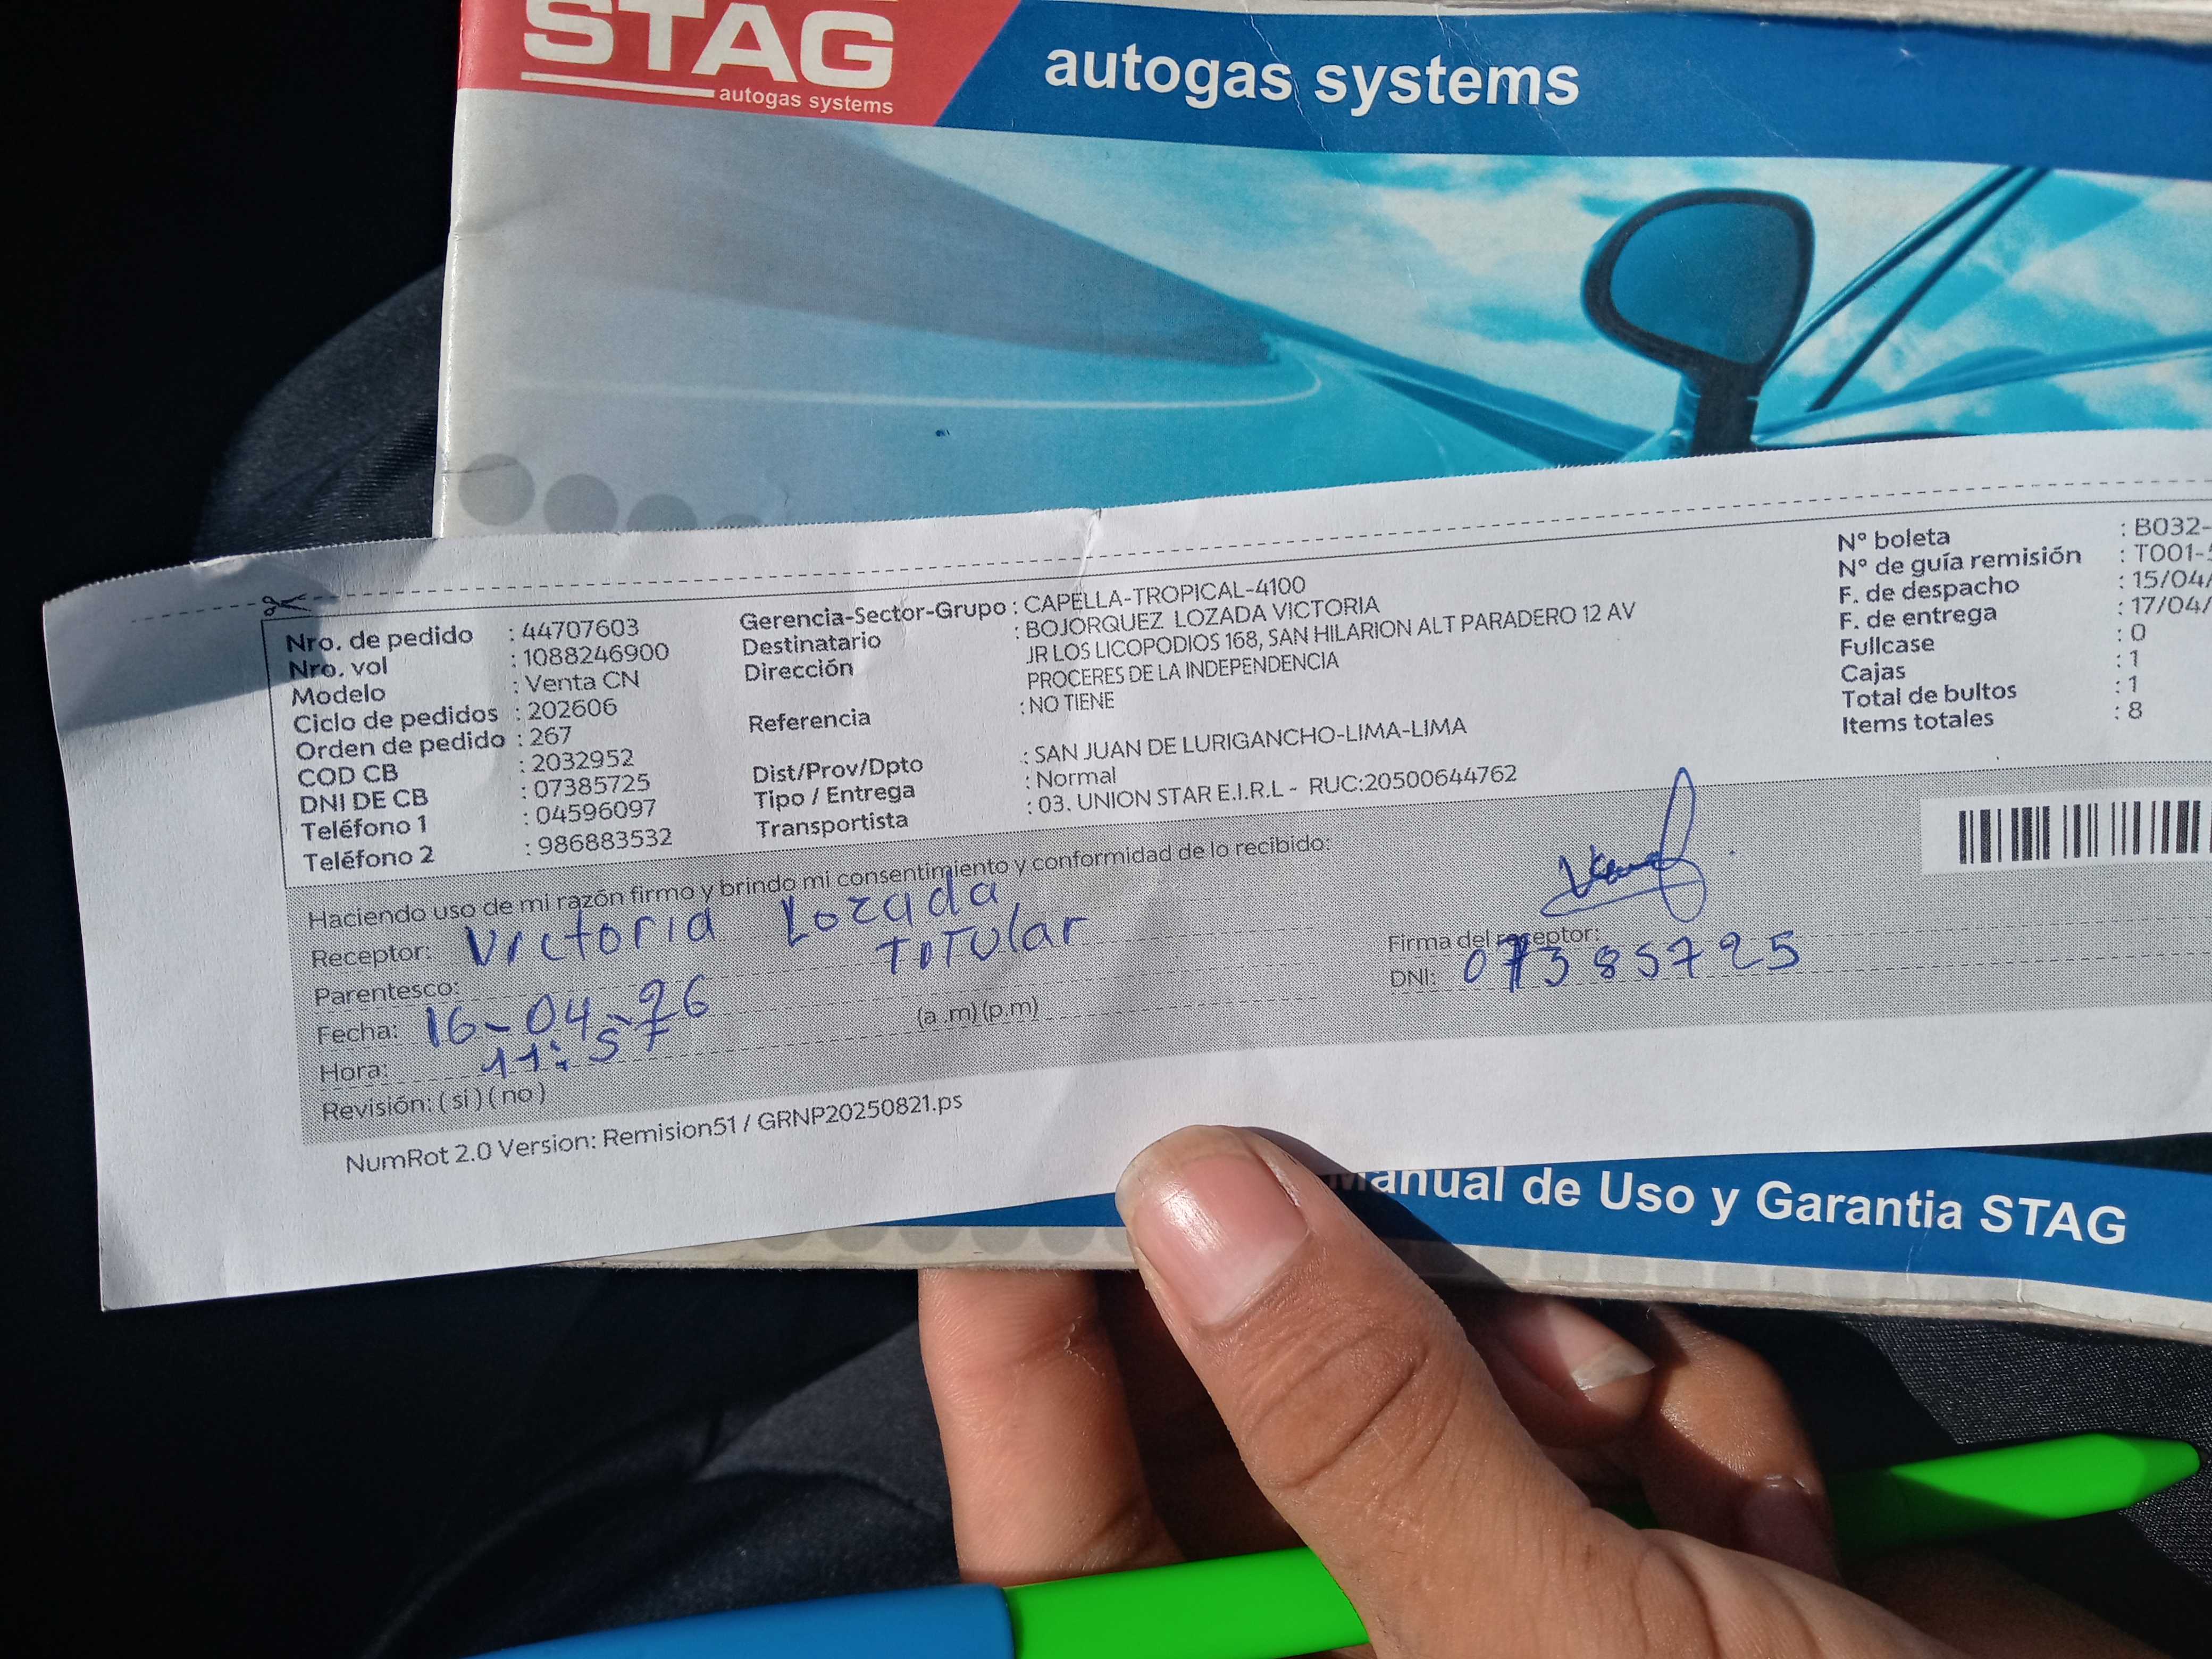 STAG
autogas systems
autogas systems
Nro. de pedido : 44707603
Nro. vol : 1088246900
Modelo : Venta CN
Ciclo de pedidos : 202606
Orden de pedido : 267
COD CB : 2032952
DNI DE CB : 07385725
Teléfono 1 : 04596097
Teléfono 2 : 986883532
Gerencia-Sector-Grupo : CAPELLA-TROPICAL-4100
Destinatario : BOJORQUEZ LOZADA VICTORIA
Dirección JR LOS LICOPODIOS 168, SAN HILARION ALT PARADERO 12 AV
PROCERES DE LA INDEPENDENCIA
Referencia : NO TIENE
Dist/Prov/Dpto : SAN JUAN DE LURIGANCHO-LIMA-LIMA
Tipo / Entrega : Normal
Transportista : 03. UNION STAR E.I.R.L - RUC:20500644762
N° boleta : B032-
N° de guía remisión : T001-
F. de despacho : 15/04/
F. de entrega : 17/04/
Fullcase : 0
Cajas : 1
Total de bultos : 1
Items totales : 8
Haciendo uso de mi razón firmo y brindo mi consentimiento y conformidad de lo recibido:
Receptor: Victoria Lozada
Parentesco: TiTular
Fecha: 16-04-26
Hora: 11:57 (a .m) (p.m)
Revisión: ( si ) ( no )
Firma del receptor:
DNI: 07385725
NumRot 2.0 Version: Remision51 / GRNP20250821.ps
Manual de Uso y Garantia STAG